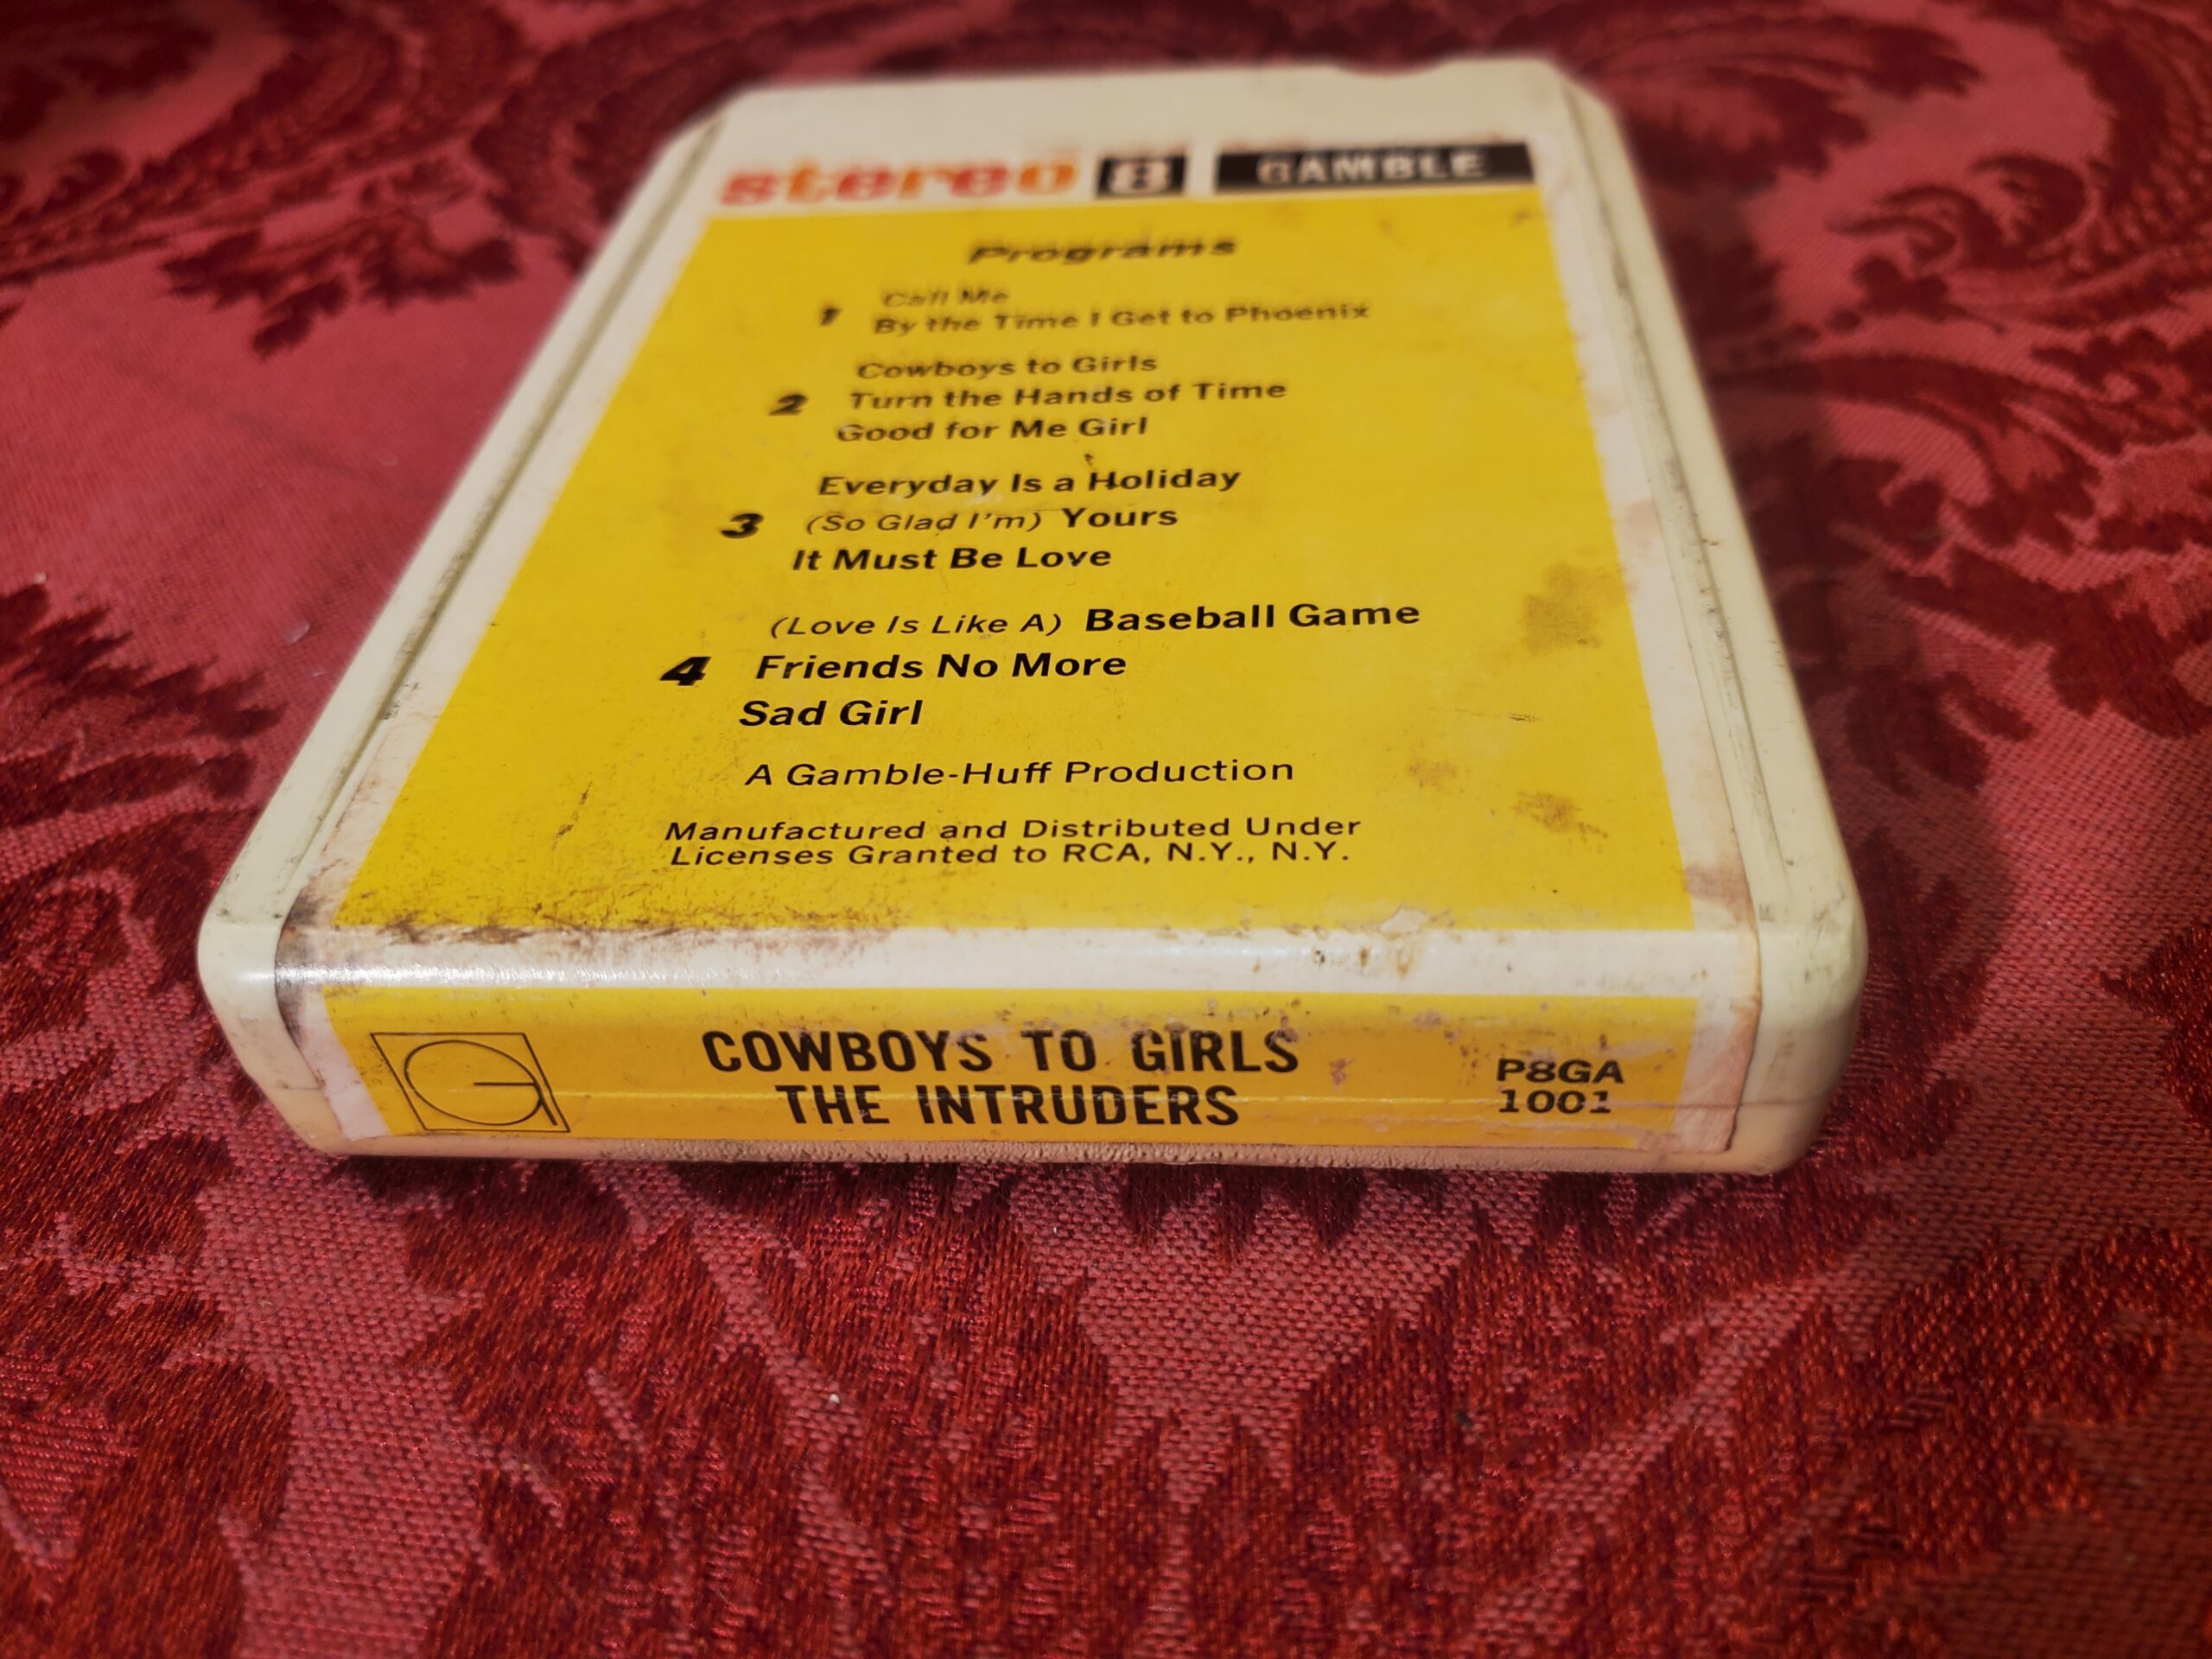 stereo 8 GAMBLE
Programs
1
Call Me
By the Time I Get to Phoenix
2
Cowboys to Girls
Turn the Hands of Time
Good for Me Girl
3
Everyday Is a Holiday
(So Glad I'm) Yours
It Must Be Love
4
(Love Is Like A) Baseball Game
Friends No More
Sad Girl
A Gamble-Huff Production
Manufactured and Distributed Under
Licenses Granted to RCA, N.Y., N.Y.
COWBOYS TO GIRLS
THE INTRUDERS
P8GA
1001